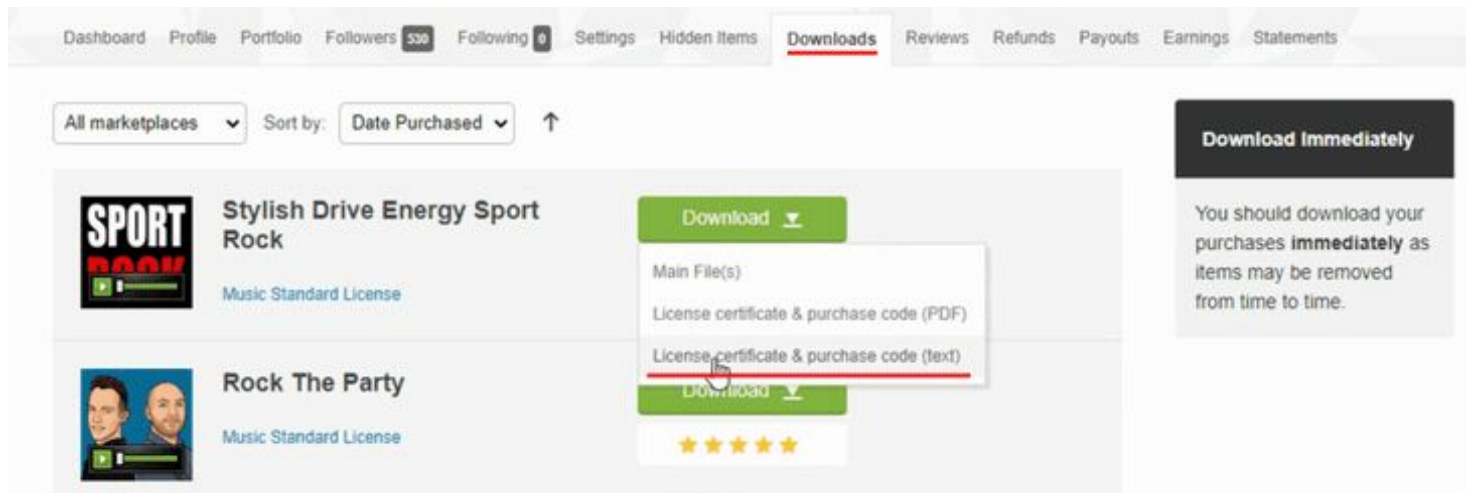 Dashboard Profile Portfolio Followers 530 Following 0 Settings Hidden Items Downloads Reviews Refunds Payouts Earnings Statements
All marketplaces Sort by: Date Purchased
Download Immediately
You should download your
purchases immediately as
items may be removed
from time to time.
SPORT
ROCK
Stylish Drive Energy Sport
Rock
Music Standard License
Download
Main File(s)
License certificate & purchase code (PDF)
License certificate & purchase code (text)
Rock The Party
Music Standard License
Download